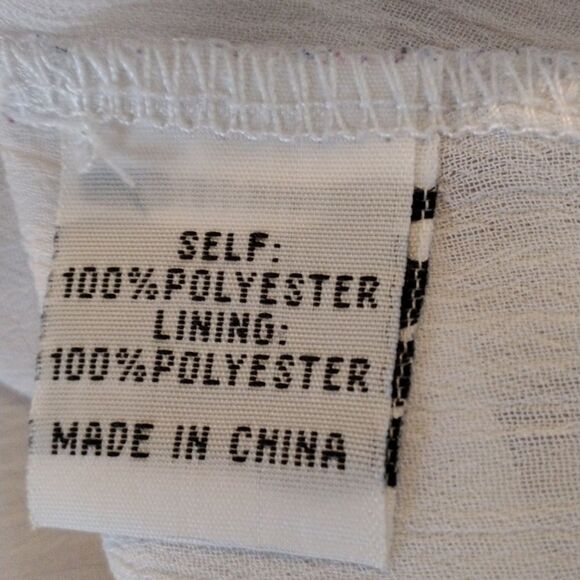 SELF:
100%POLYESTER
LINING:
100%POLYESTER
MADE IN CHINA